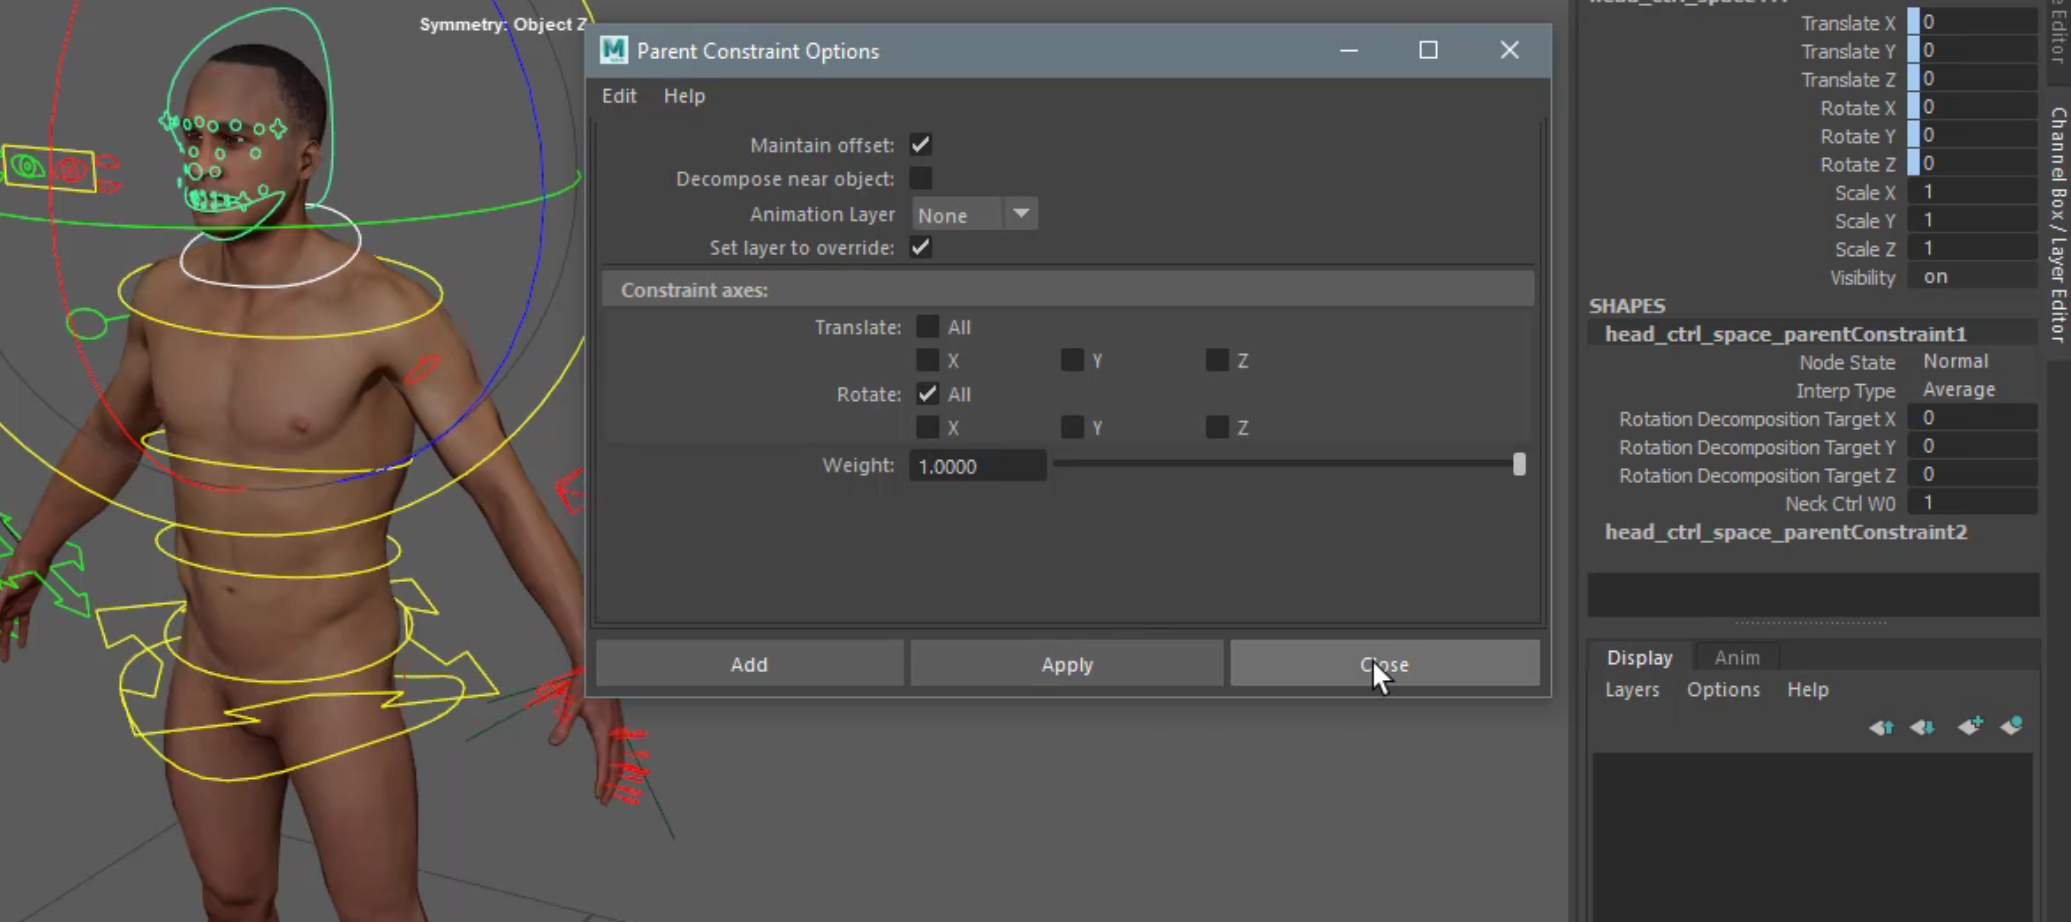 Symmetry: Object Z
Parent Constraint Options
Edit Help
Maintain offset:
Decompose near object:
Animation Layer None
Set layer to override:
Constraint axes:
Translate: All
X Y Z
Rotate: All
X Y Z
Weight: 1.0000
Add Apply Close
Translate X 0
Translate Y 0
Translate Z 0
Rotate X 0
Rotate Y 0
Rotate Z 0
Scale X 1
Scale Y 1
Scale Z 1
Visibility on
SHAPES
head_ctrl_space_parentConstraint1
Node State Normal
Interp Type Average
Rotation Decomposition Target X 0
Rotation Decomposition Target Y 0
Rotation Decomposition Target Z 0
Neck Ctrl W0 1
head_ctrl_space_parentConstraint2
Display Anim
Layers Options Help
Editor
Channel Box / Layer Editor